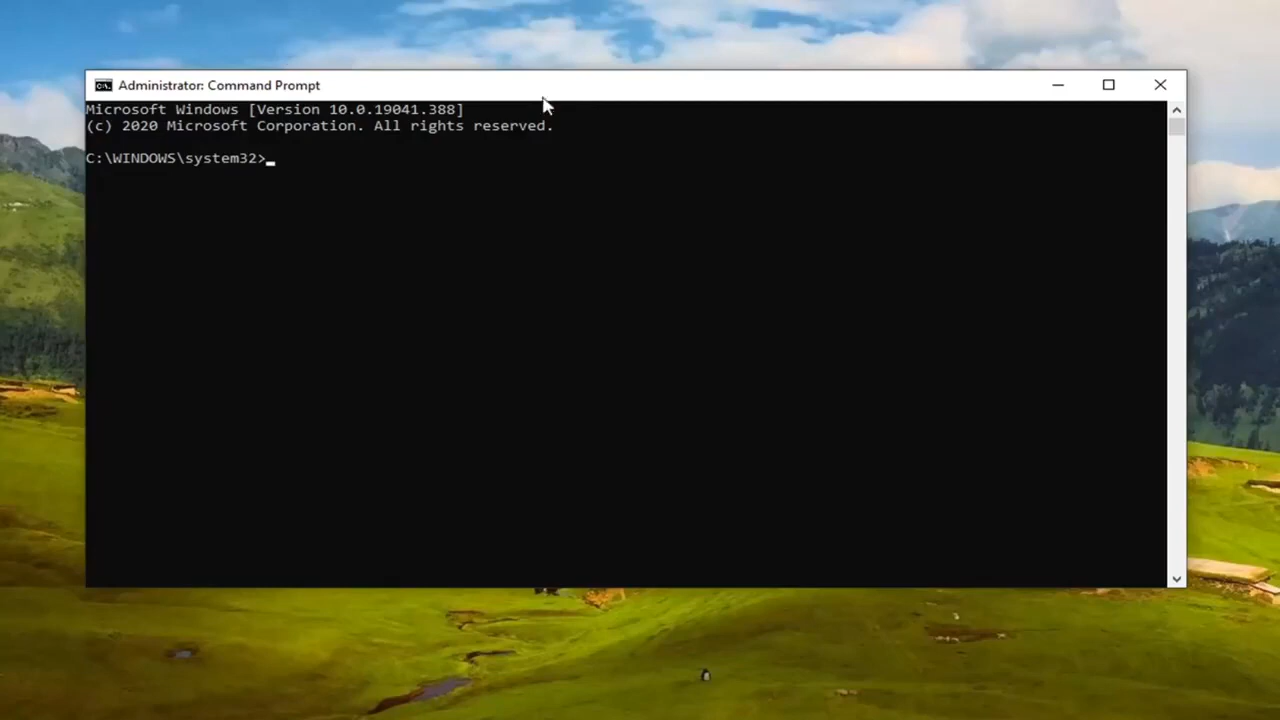 Administrator: Command Prompt
Microsoft Windows [Version 10.0.19041.388]
(c) 2020 Microsoft Corporation. All rights reserved.
C:\WINDOWS\system32>